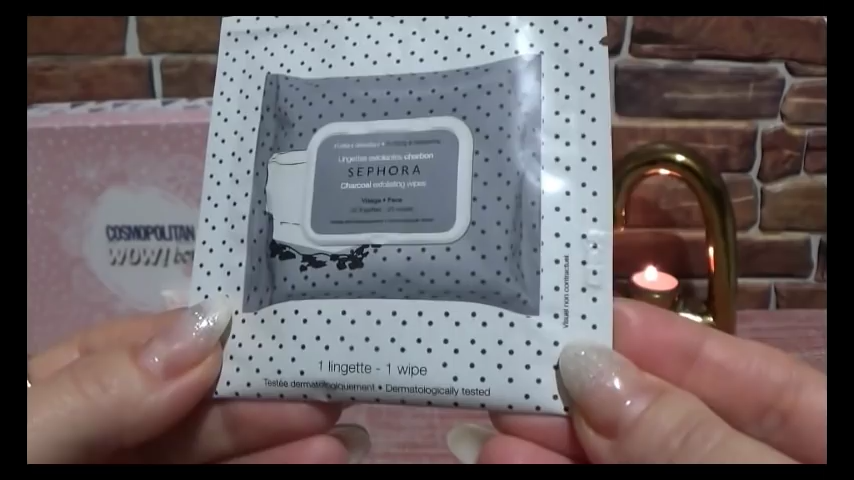 Lingettes exfoliantes charbon
SEPHORA
Charcoal exfoliating wipes
Visage • Face
Visuel non contractuel
1 lingette - 1 wipe
Testée dermatologiquement • Dermatologically tested
COSMOPOLITAN
WOW!